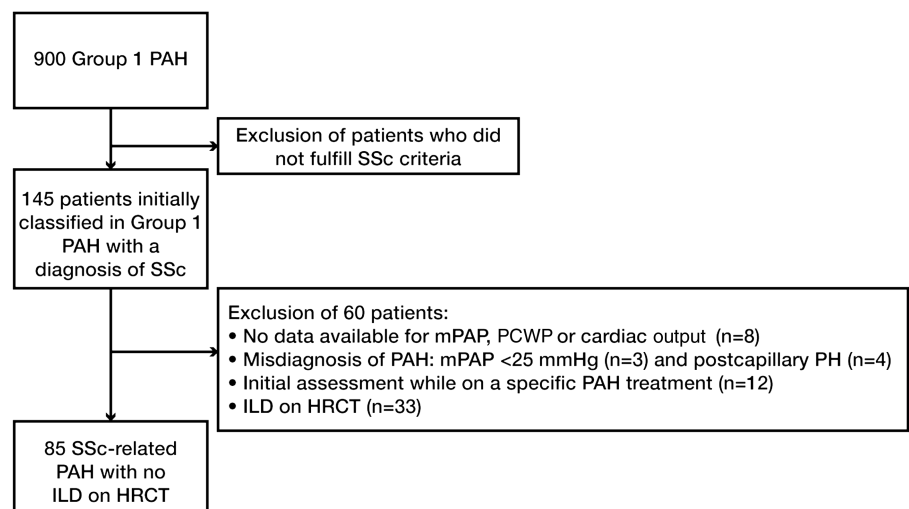 900 Group 1 PAH
Exclusion of patients who did
not fulfill SSc criteria
145 patients initially
classified in Group 1
PAH with a
diagnosis of SSc
Exclusion of 60 patients:
• No data available for mPAP, PCWP or cardiac output (n=8)
• Misdiagnosis of PAH: mPAP <25 mmHg (n=3) and postcapillary PH (n=4)
• Initial assessment while on a specific PAH treatment (n=12)
• ILD on HRCT (n=33)
85 SSc-related
PAH with no
ILD on HRCT